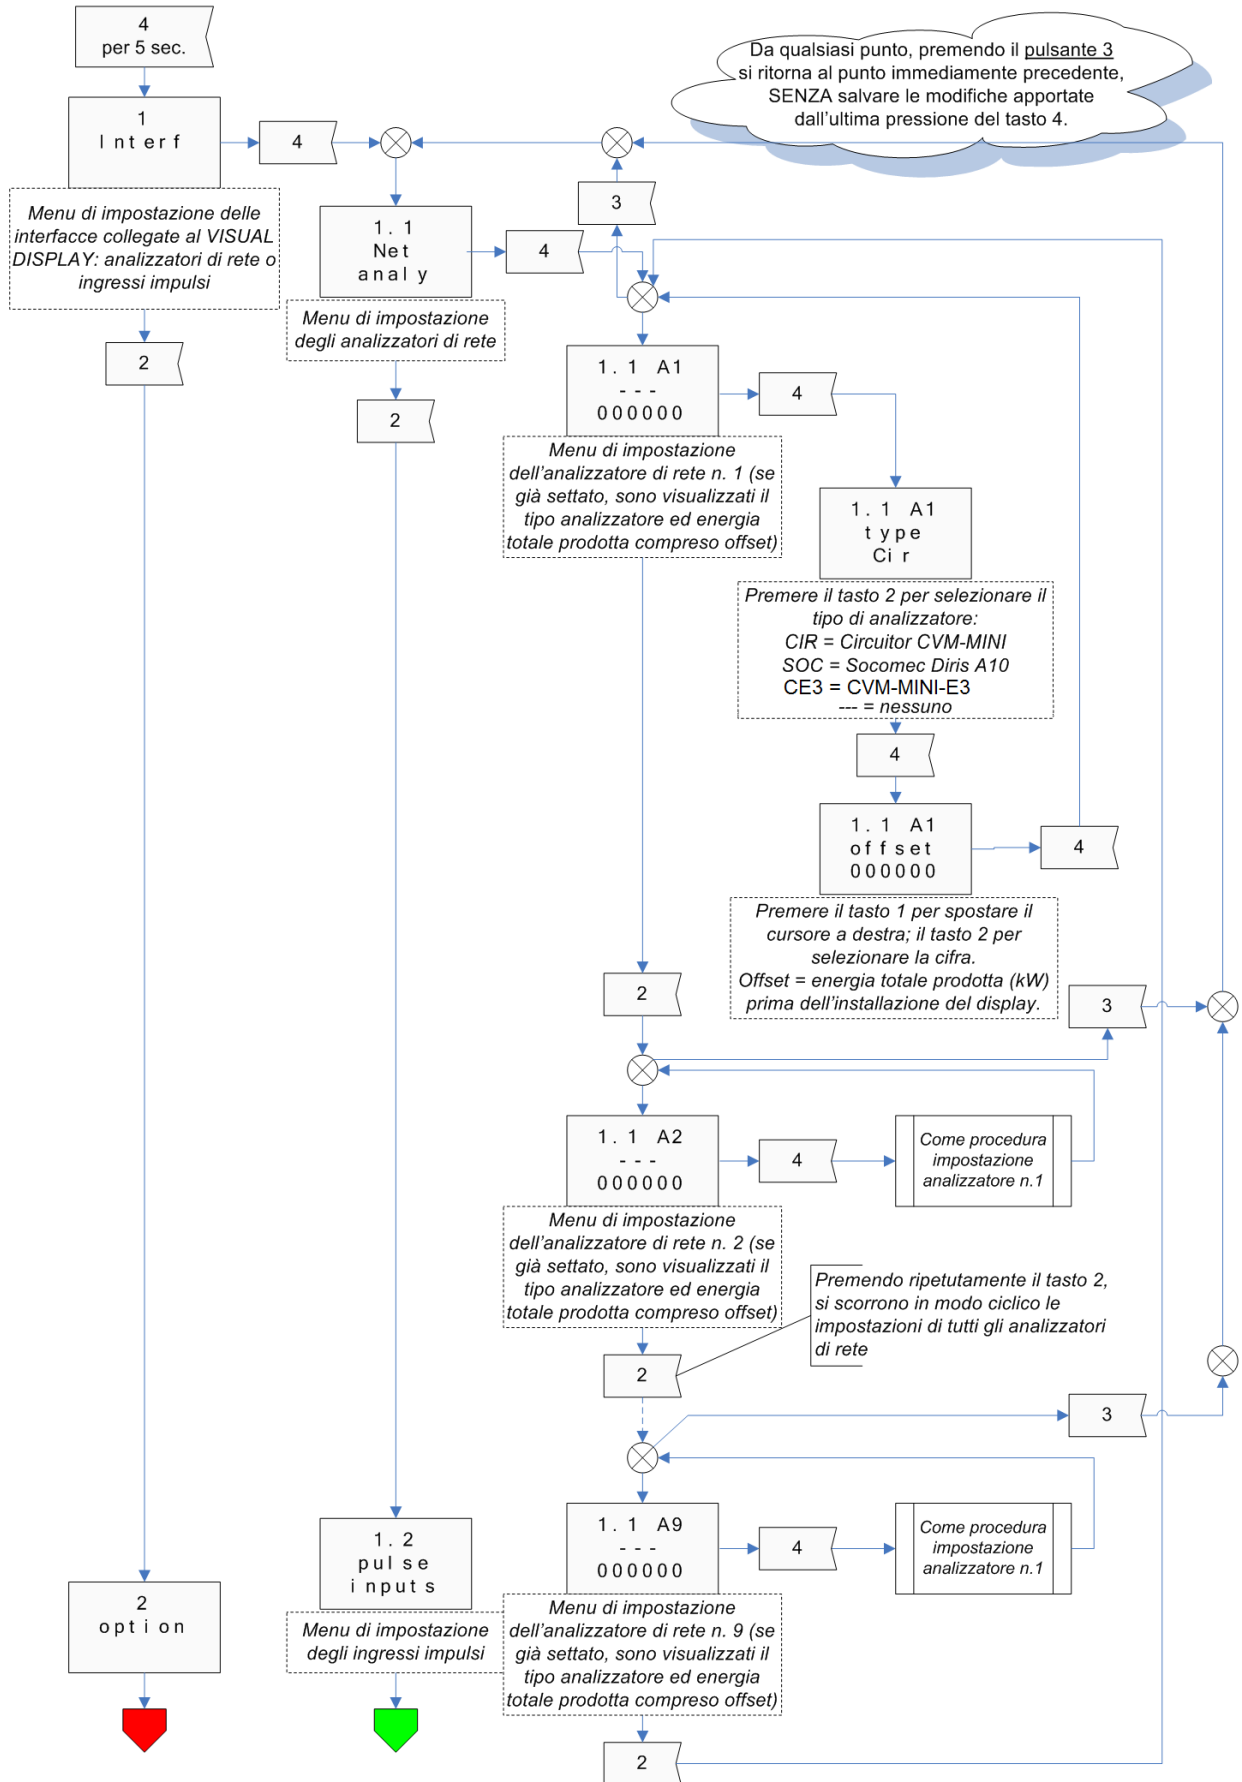 4
per 5 sec.
Da qualsiasi punto, premendo il pulsante 3
si ritorna al punto immediatamente precedente,
SENZA salvare le modifiche apportate
dall'ultima pressione del tasto 4.
1
Interf
4
Menu di impostazione delle
interfacce collegate al VISUAL
DISPLAY: analizzatori di rete o
ingressi impulsi
2
3
1.1
Net
analy
4
Menu di impostazione
degli analizzatori di rete
2
1.1 A1
---
000000
4
Menu di impostazione
dell'analizzatore di rete n. 1 (se
già settato, sono visualizzati il
tipo analizzatore ed energia
totale prodotta compreso offset)
1.1 A1
type
Cir
Premere il tasto 2 per selezionare il
tipo di analizzatore:
CIR = Circuitor CVM-MINI
SOC = Socomec Diris A10
CE3 = CVM-MINI-E3
--- = nessuno
4
1.1 A1
offset
000000
4
Premere il tasto 1 per spostare il
cursore a destra; il tasto 2 per
selezionare la cifra.
Offset = energia totale prodotta (kW)
prima dell'installazione del display.
2
3
1.1 A2
---
000000
4
Come procedura
impostazione
analizzatore n.1
Menu di impostazione
dell'analizzatore di rete n. 2 (se
già settato, sono visualizzati il
tipo analizzatore ed energia
totale prodotta compreso offset)
Premendo ripetutamente il tasto 2,
si scorrono in modo ciclico le
impostazioni di tutti gli analizzatori
di rete
2
3
1.1 A9
---
000000
4
Come procedura
impostazione
analizzatore n.1
Menu di impostazione
dell'analizzatore di rete n. 9 (se
già settato, sono visualizzati il
tipo analizzatore ed energia
totale prodotta compreso offset)
2
1.2
pulse
inputs
Menu di impostazione
degli ingressi impulsi
2
option